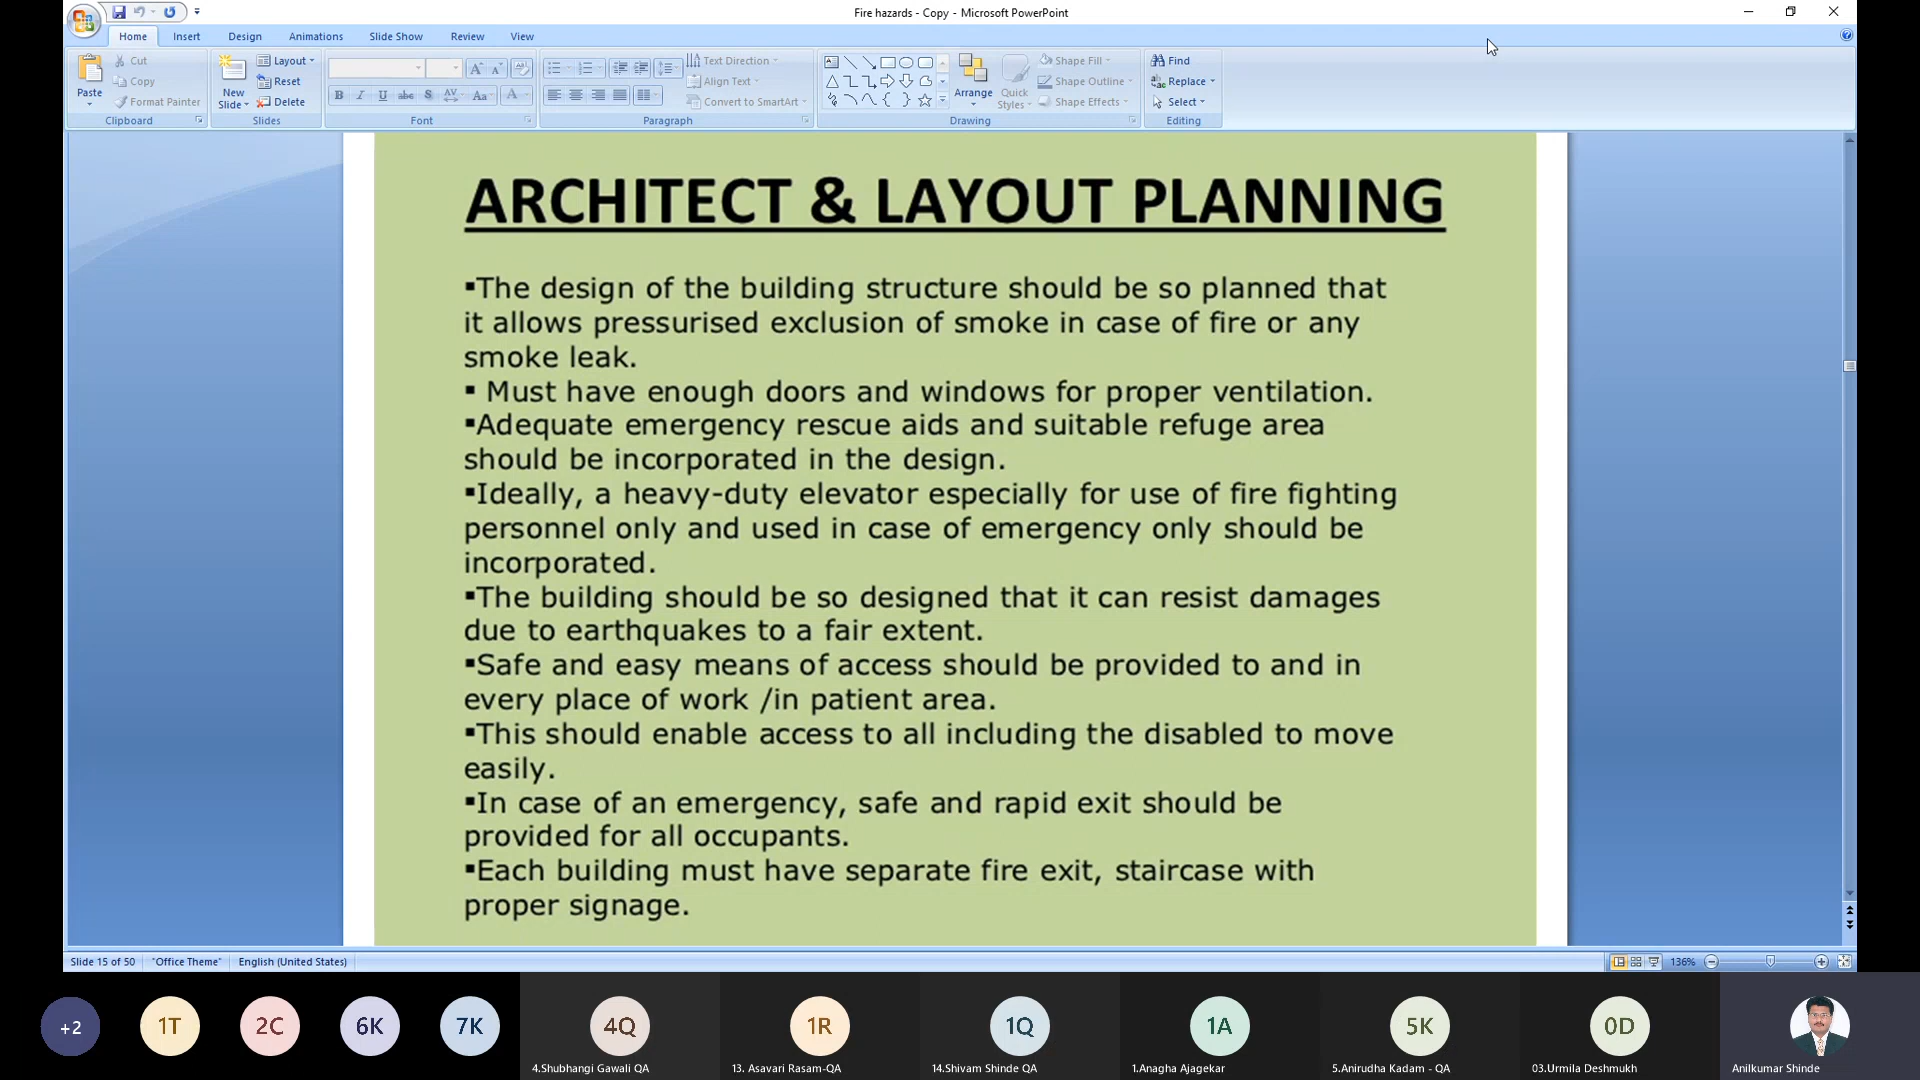 Fire hazards - Copy - Microsoft PowerPoint
Home Insert Design Animations Slide Show Review View
Paste
Cut
Copy
Format Painter
Clipboard
New
Slide
Layout
Reset
Delete
Slides
B I U abc S AV Aa A
Font
Text Direction
Align Text
Convert to SmartArt
Paragraph
Arrange
Quick
Styles
Shape Fill
Shape Outline
Shape Effects
Drawing
Find
Replace
Select
Editing
ARCHITECT & LAYOUT PLANNING
▪The design of the building structure should be so planned that
it allows pressurised exclusion of smoke in case of fire or any
smoke leak.
▪ Must have enough doors and windows for proper ventilation.
▪Adequate emergency rescue aids and suitable refuge area
should be incorporated in the design.
▪Ideally, a heavy-duty elevator especially for use of fire fighting
personnel only and used in case of emergency only should be
incorporated.
▪The building should be so designed that it can resist damages
due to earthquakes to a fair extent.
▪Safe and easy means of access should be provided to and in
every place of work /in patient area.
▪This should enable access to all including the disabled to move
easily.
▪In case of an emergency, safe and rapid exit should be
provided for all occupants.
▪Each building must have separate fire exit, staircase with
proper signage.
Slide 15 of 50 "Office Theme" English (United States) 136%
+2 1T 2C 6K 7K 4Q 1R 1Q 1A 5K 0D
4.Shubhangi Gawali QA 13. Asavari Rasam-QA 14.Shivam Shinde QA 1.Anagha Ajagekar 5.Anirudha Kadam - QA 03.Urmila Deshmukh Anilkumar Shinde